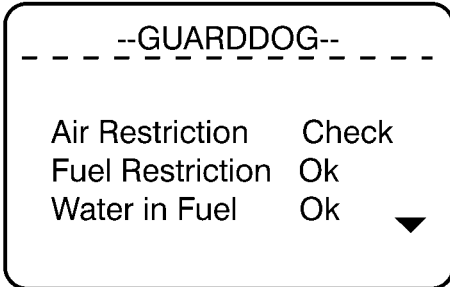 --GUARDDOG--
Air Restriction Check
Fuel Restriction Ok
Water in Fuel Ok